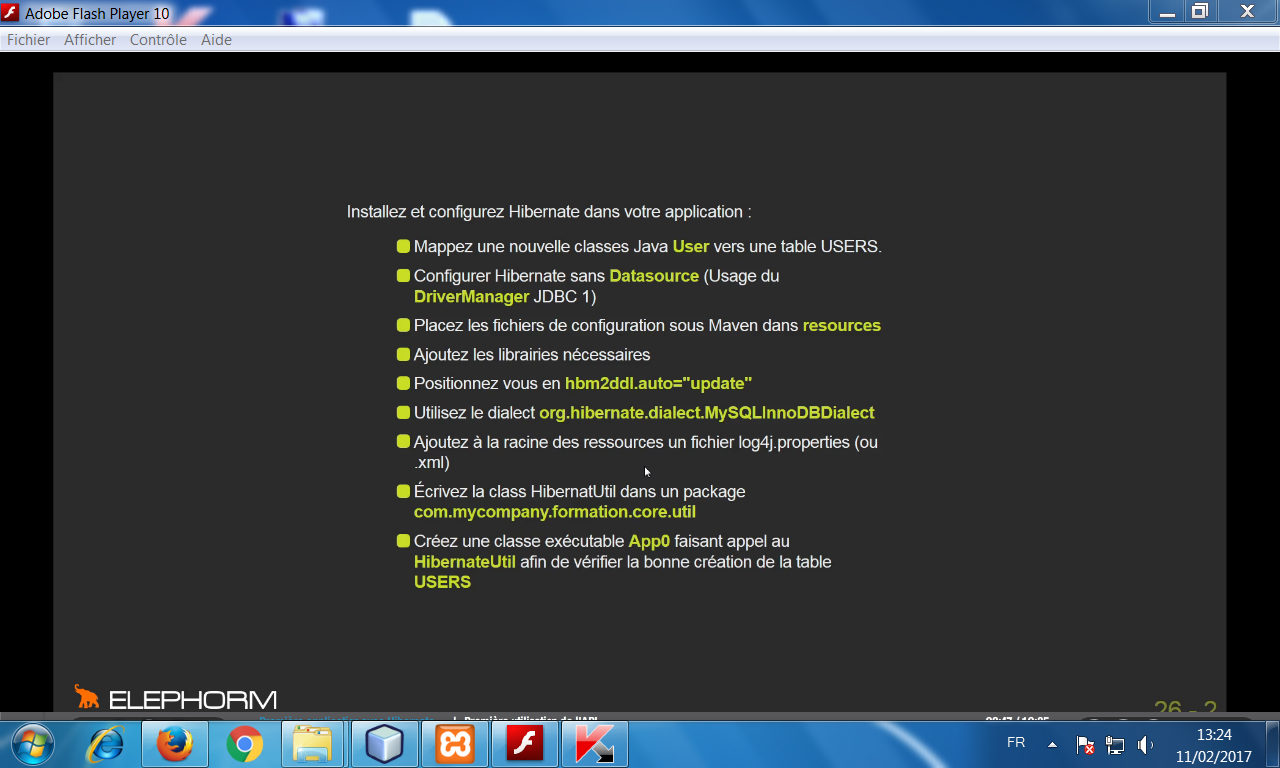 Adobe Flash Player 10
Fichier Afficher Contrôle Aide
Installez et configurez Hibernate dans votre application :
Mappez une nouvelle classes Java User vers une table USERS.
Configurer Hibernate sans Datasource (Usage du
DriverManager JDBC 1)
Placez les fichiers de configuration sous Maven dans resources
Ajoutez les librairies nécessaires
Positionnez vous en hbm2ddl.auto="update"
Utilisez le dialect org.hibernate.dialect.MySQLInnoDBDialect
Ajoutez à la racine des ressources un fichier log4j.properties (ou
.xml)
Écrivez la class HibernatUtil dans un package
com.mycompany.formation.core.util
Créez une classe exécutable App0 faisant appel au
HibernateUtil afin de vérifier la bonne création de la table
USERS
ELEPHORM
26 - 2
FR
13:24
11/02/2017